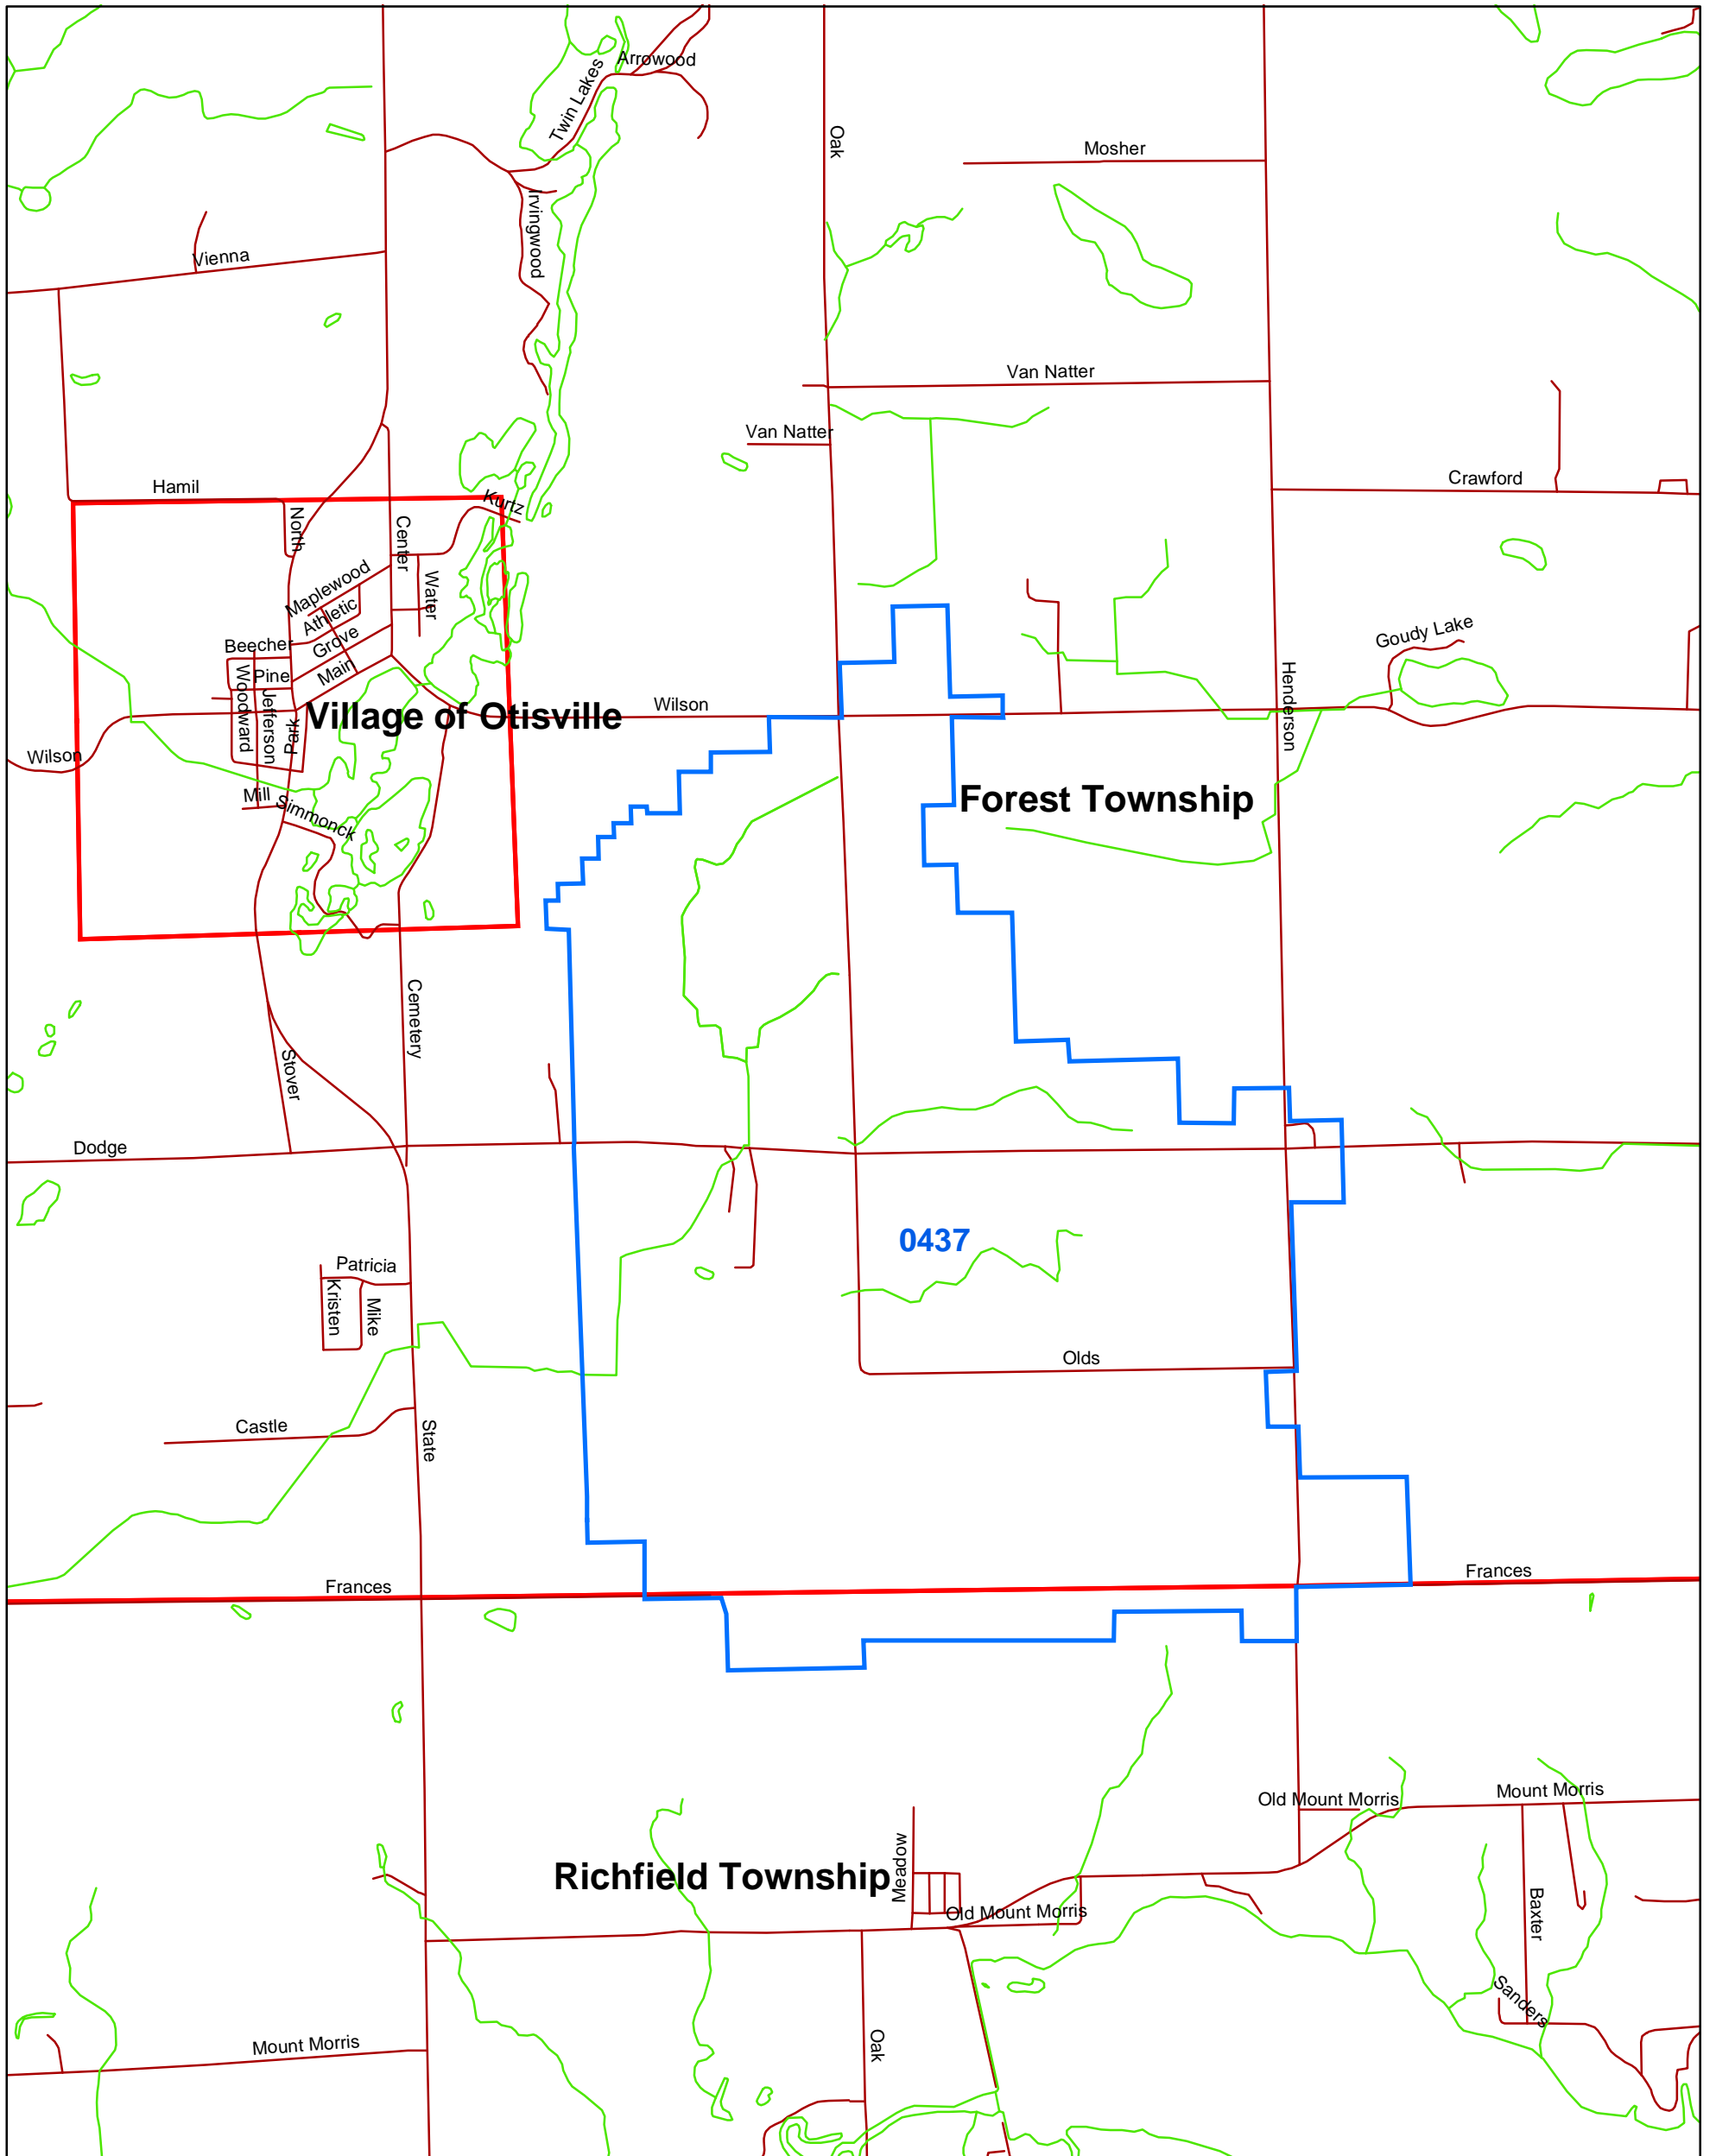 Arrowood
Twin Lakes
Oak
Mosher
Irvingwood
Vienna
Van Natter
Van Natter
Hamil
Kurtz
Crawford
North
Center
Maplewood
Water
Athletic
Beecher
Grove
Goudy Lake
Main
Pine
Woodward
Jefferson
Park
Henderson
Wilson
Village of Otisville
Wilson
Forest Township
Mill
Simmonck
Cemetery
Stover
Dodge
0437
Patricia
Kristen
Mike
Olds
Castle
State
Frances
Frances
Mount Morris
Old Mount Morris
Richfield Township
Meadow
Old Mount Morris
Baxter
Sanders
Oak
Mount Morris